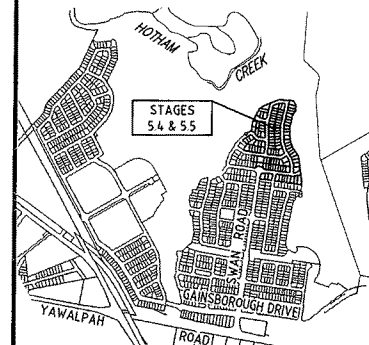 HOTHAM
CREEK
STAGES
5.4 & 5.5
SWAN ROAD
GAINSBOROUGH DRIVE
YAWALPAH
ROAD